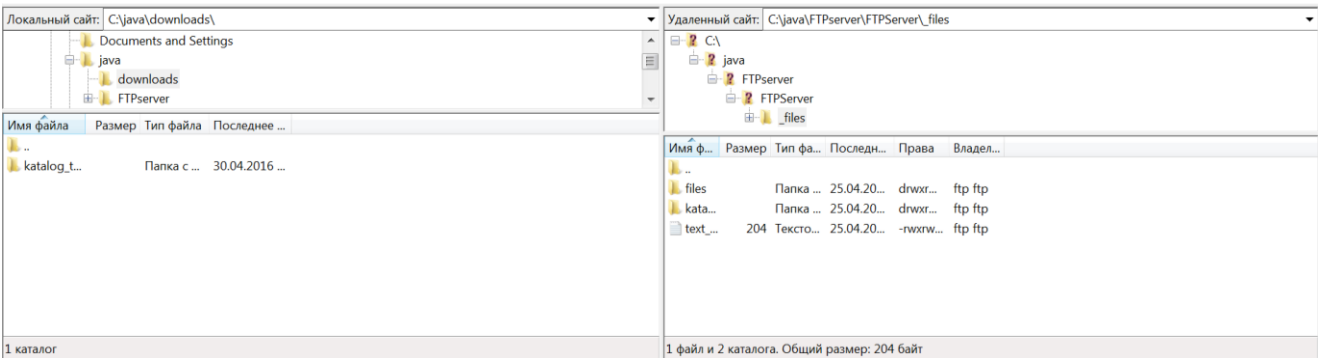 Локальный сайт: C:\java\downloads\
Documents and Settings
java
downloads
FTPserver
Имя файла Размер Тип файла Последнее ...
..
katalog_t... Папка с ... 30.04.2016 ...
1 каталог
Удаленный сайт: C:\java\FTPserver\FTPServer\_files
C:\
java
FTPserver
FTPServer
_files
Имя ф... Размер Тип фа... Последн... Права Владел...
..
files Папка ... 25.04.20... drwxr... ftp ftp
kata... Папка ... 25.04.20... drwxr... ftp ftp
text_... 204 Тексто... 25.04.20... -rwxrw... ftp ftp
1 файл и 2 каталога. Общий размер: 204 байт